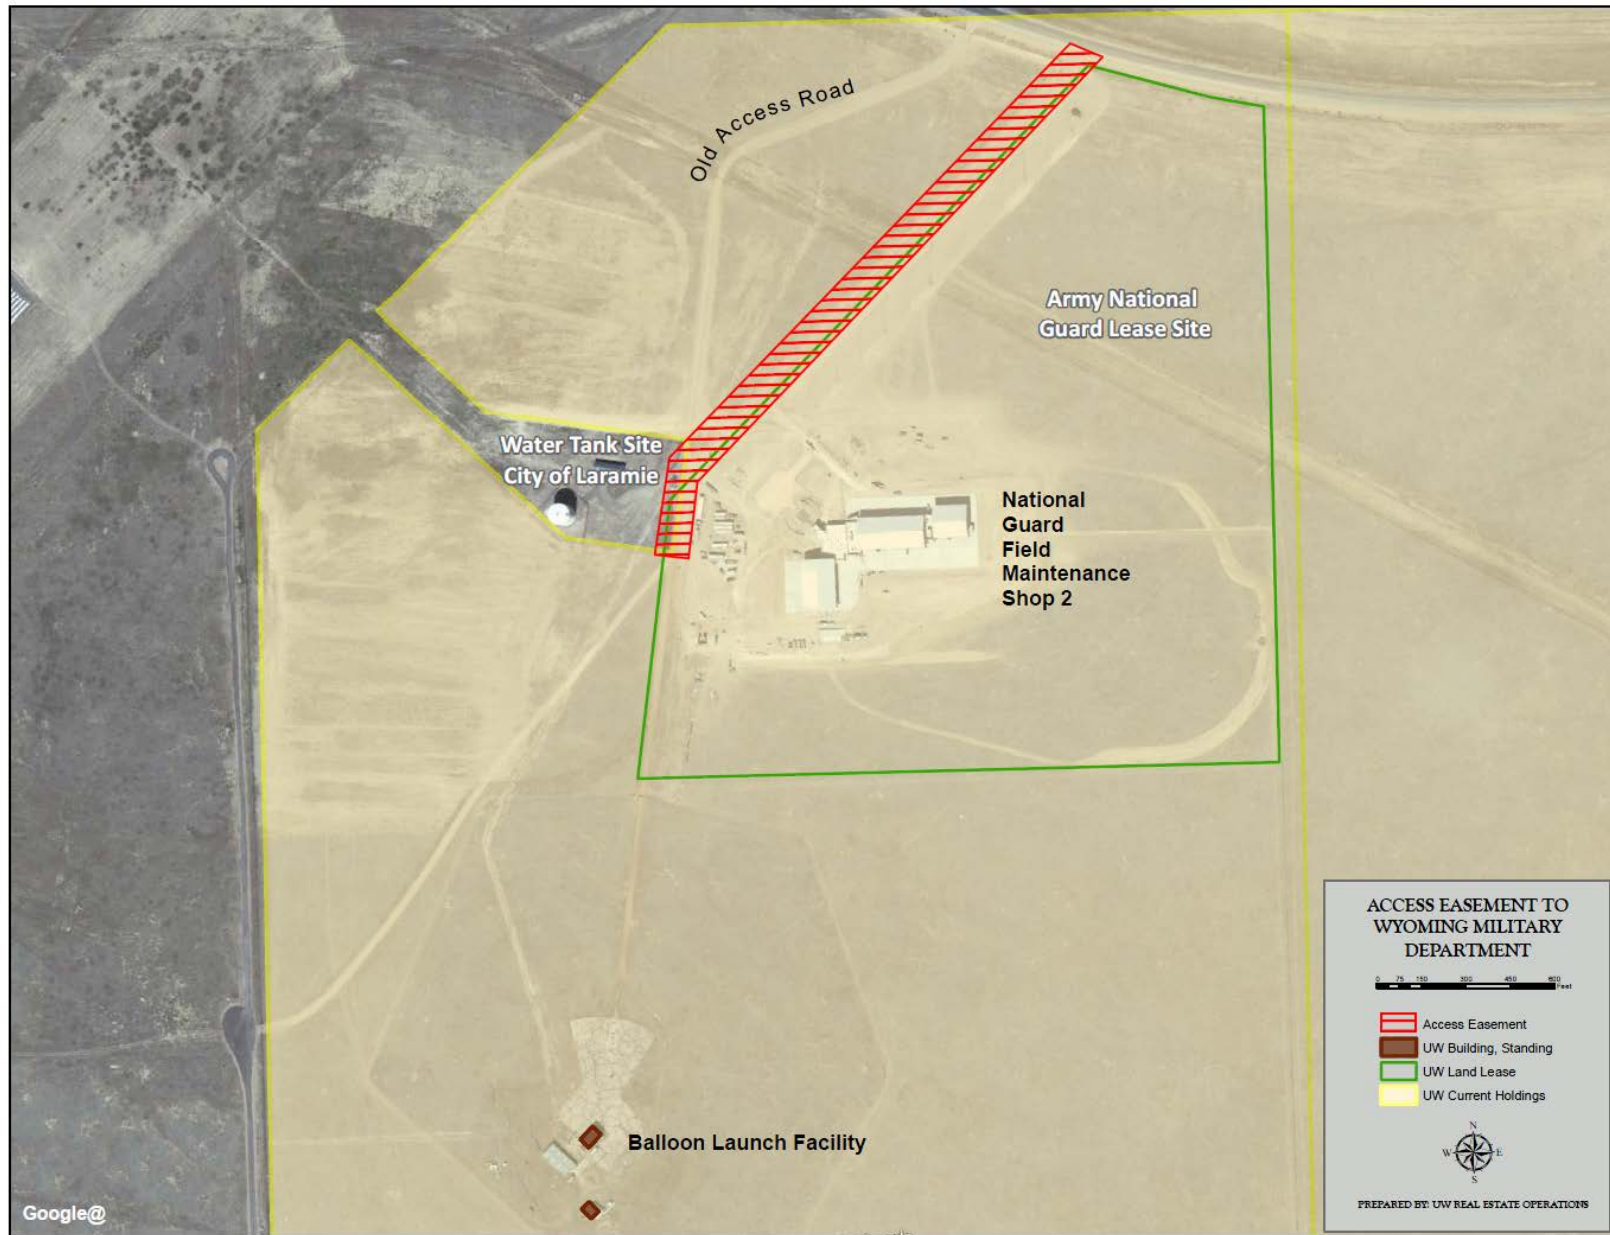 Old Access Road
Army National
Guard Lease Site
Water Tank Site
City of Laramie
National
Guard
Field
Maintenance
Shop 2
Balloon Launch Facility
Google@
ACCESS EASEMENT TO
WYOMING MILITARY
DEPARTMENT
0 75 150 300 450 600
Feet
Access Easement
UW Building, Standing
UW Land Lease
UW Current Holdings
N
W E
S
PREPARED BY: UW REAL ESTATE OPERATIONS